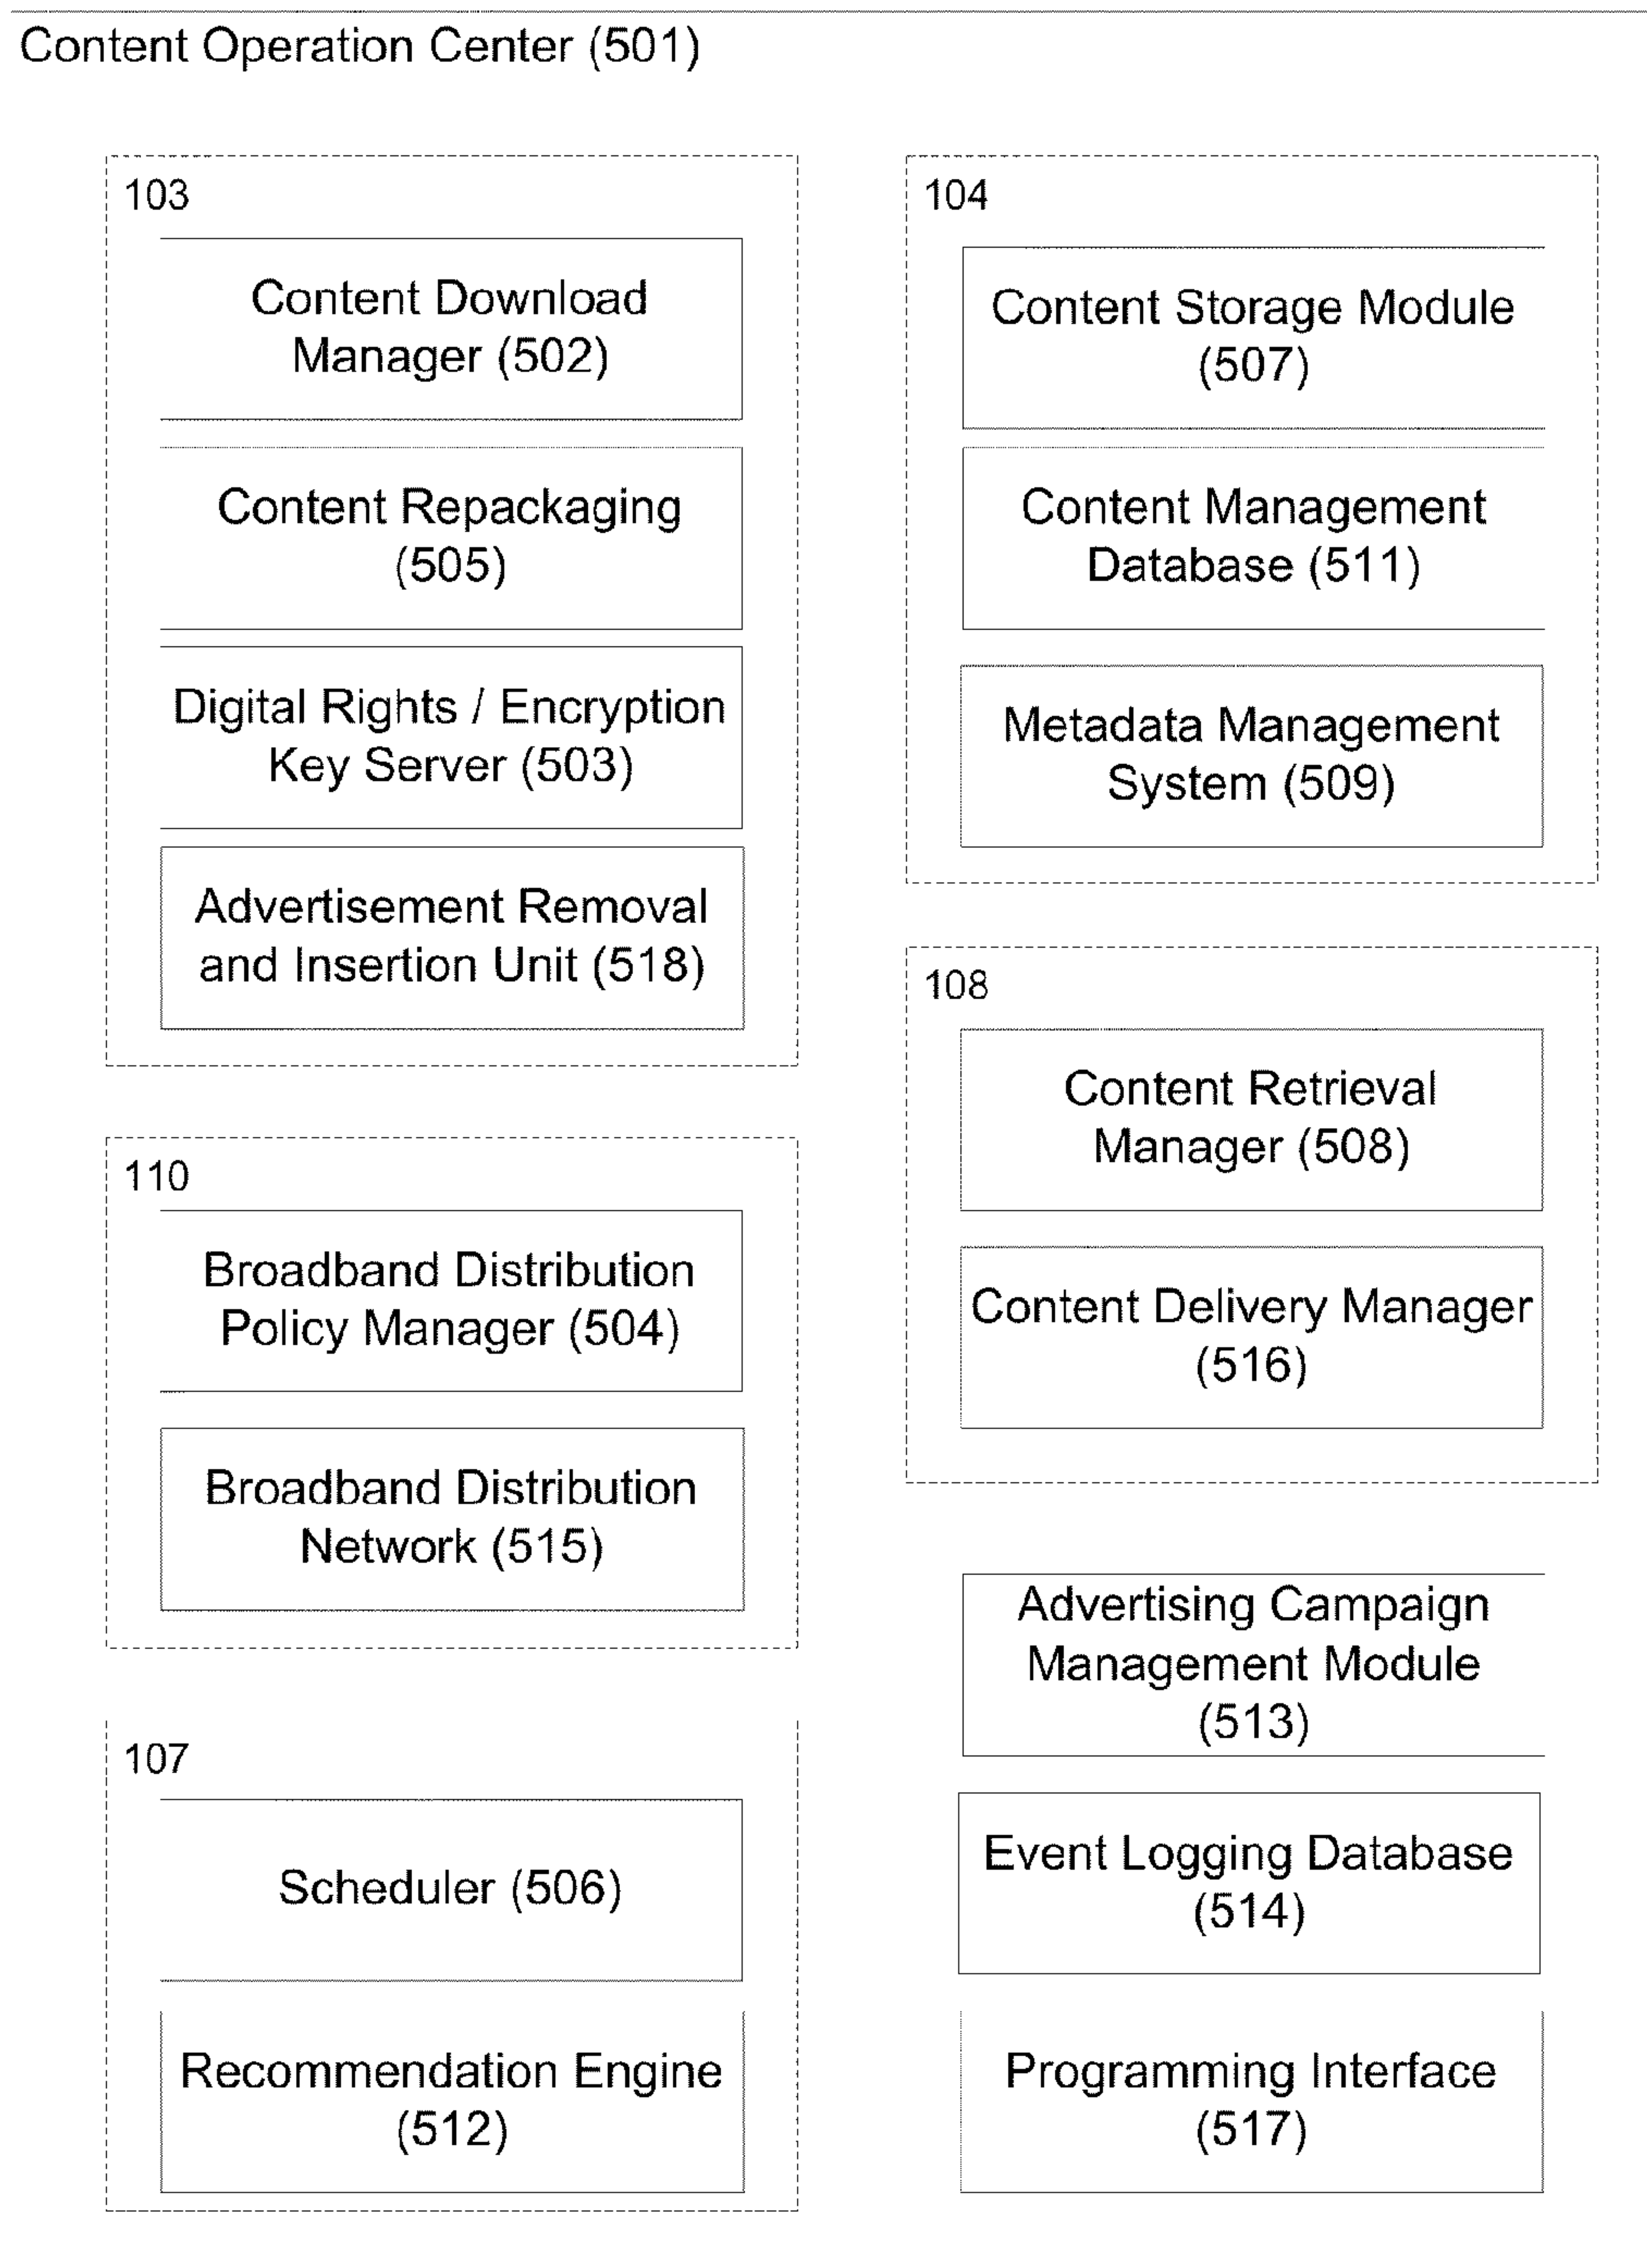 Content Operation Center (501)
103
Content Download
Manager (502)
Content Repackaging
(505)
Digital Rights / Encryption
Key Server (503)
Advertisement Removal
and Insertion Unit (518)
110
Broadband Distribution
Policy Manager (504)
Broadband Distribution
Network (515)
107
Scheduler (506)
Recommendation Engine
(512)
104
Content Storage Module
(507)
Content Management
Database (511)
Metadata Management
System (509)
108
Content Retrieval
Manager (508)
Content Delivery Manager
(516)
Advertising Campaign
Management Module
(513)
Event Logging Database
(514)
Programming Interface
(517)